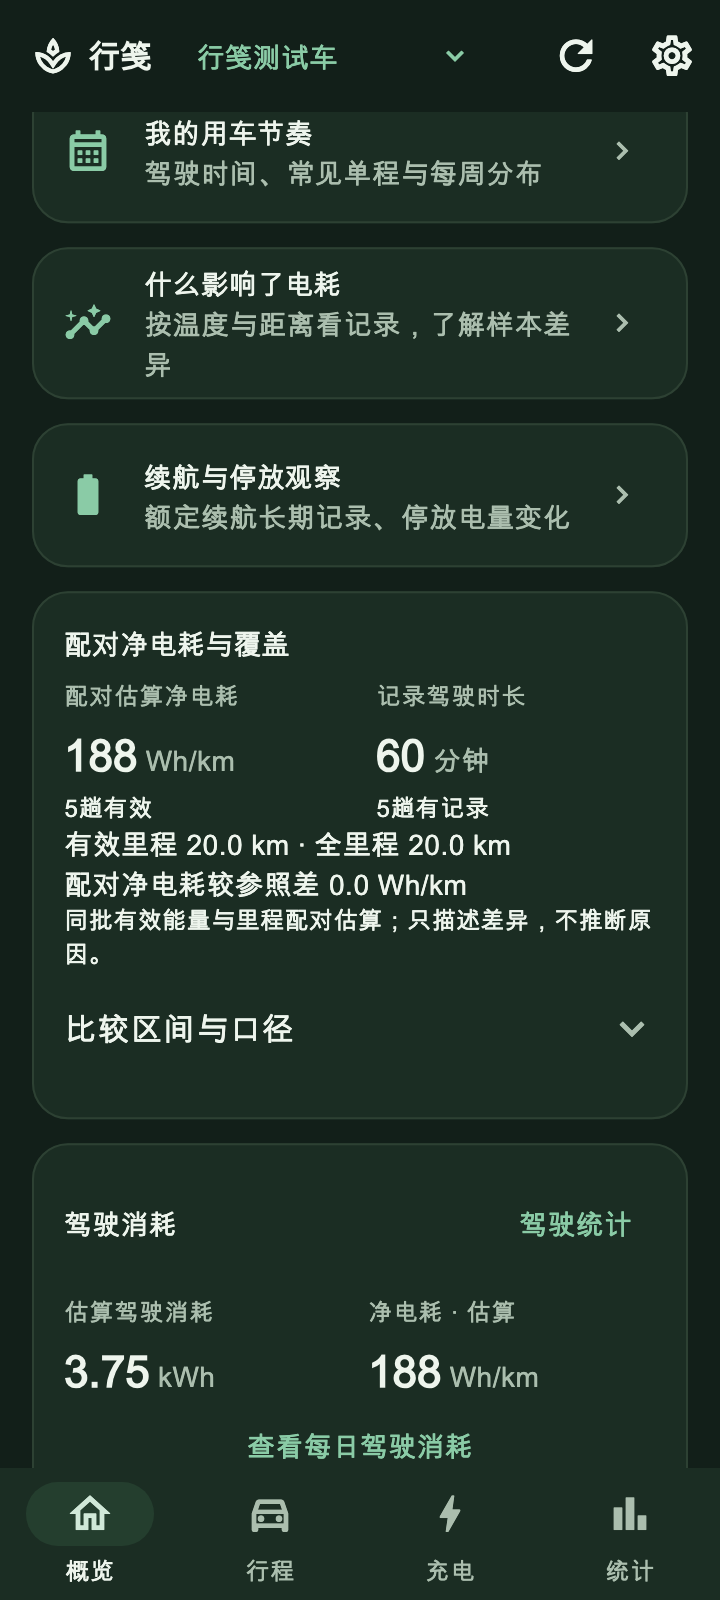 行笺
行笺测试车
我的用车节奏
驾驶时间、常见单程与每周分布
什么影响了电耗
按温度与距离看记录，了解样本差
异
续航与停放观察
额定续航长期记录、停放电量变化
配对净电耗与覆盖
配对估算净电耗 记录驾驶时长
188 Wh/km 60 分钟
5趟有效 5趟有记录
有效里程 20.0 km · 全里程 20.0 km
配对净电耗较参照差 0.0 Wh/km
同批有效能量与里程配对估算；只描述差异，不推断原
因。
比较区间与口径
驾驶消耗 驾驶统计
估算驾驶消耗 净电耗 · 估算
3.75 kWh 188 Wh/km
查看每日驾驶消耗
概览 行程 充电 统计